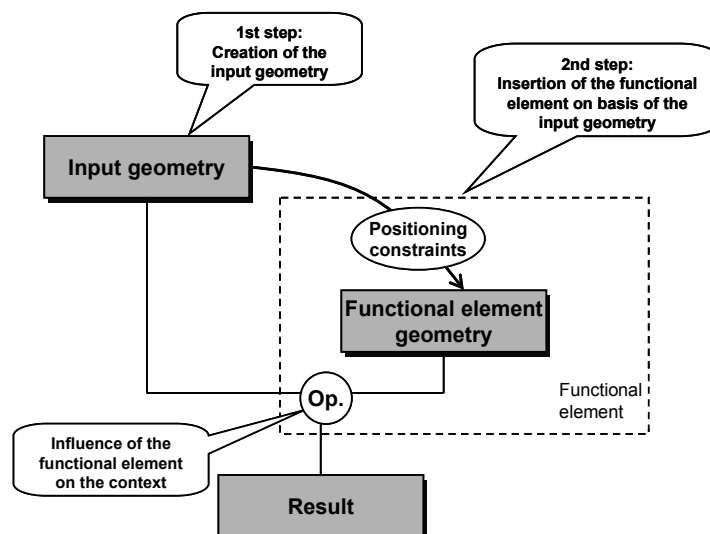 1st step:
Creation of the
input geometry
2nd step:
Insertion of the functional
element on basis of the
input geometry
Input geometry
Positioning
constraints
Functional element
geometry
Functional
element
Op.
Influence of the
functional element
on the context
Result